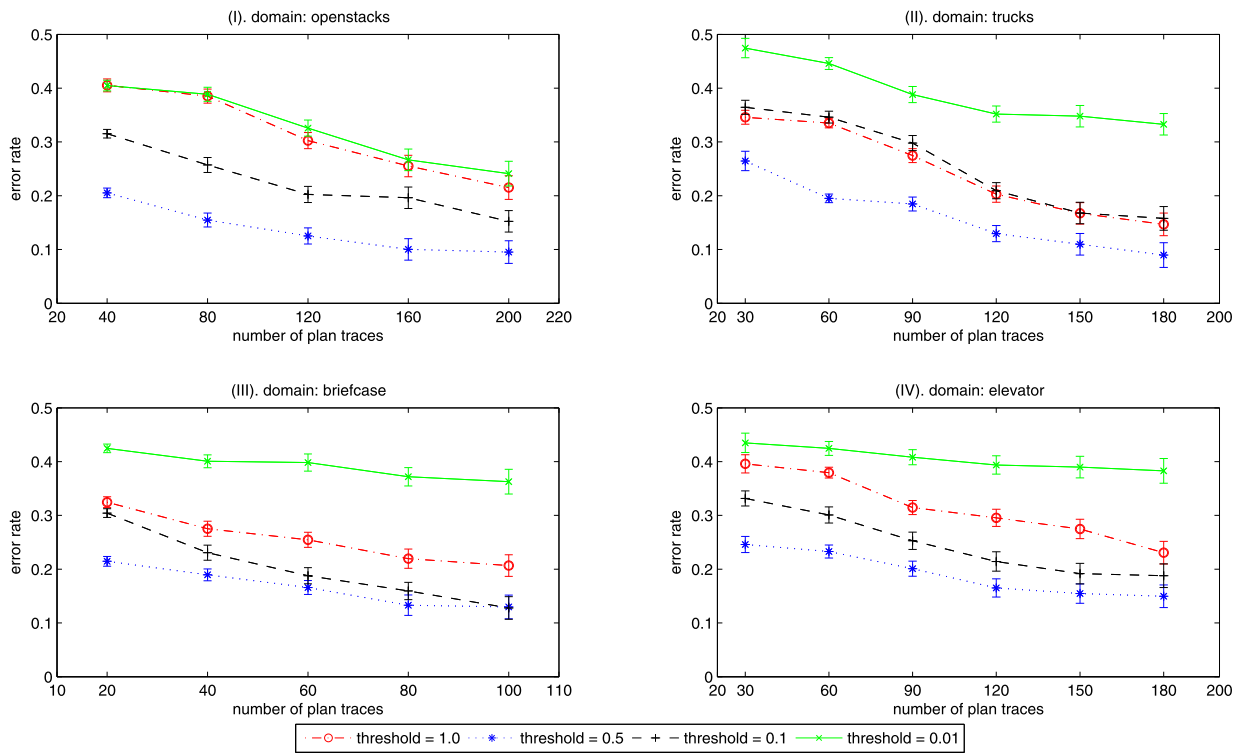 (I). domain: openstacks
0.5
0.4
0.3
0.2
0.1
0
error rate
20 40 80 120 160 200 220
number of plan traces
(II). domain: trucks
0.5
0.4
0.3
0.2
0.1
0
error rate
20 30 60 90 120 150 180 200
number of plan traces
(III). domain: briefcase
0.5
0.4
0.3
0.2
0.1
0
error rate
10 20 40 60 80 100 110
number of plan traces
(IV). domain: elevator
0.5
0.4
0.3
0.2
0.1
0
error rate
20 30 60 90 120 150 180 200
number of plan traces
threshold = 1.0 threshold = 0.5 threshold = 0.1 threshold = 0.01